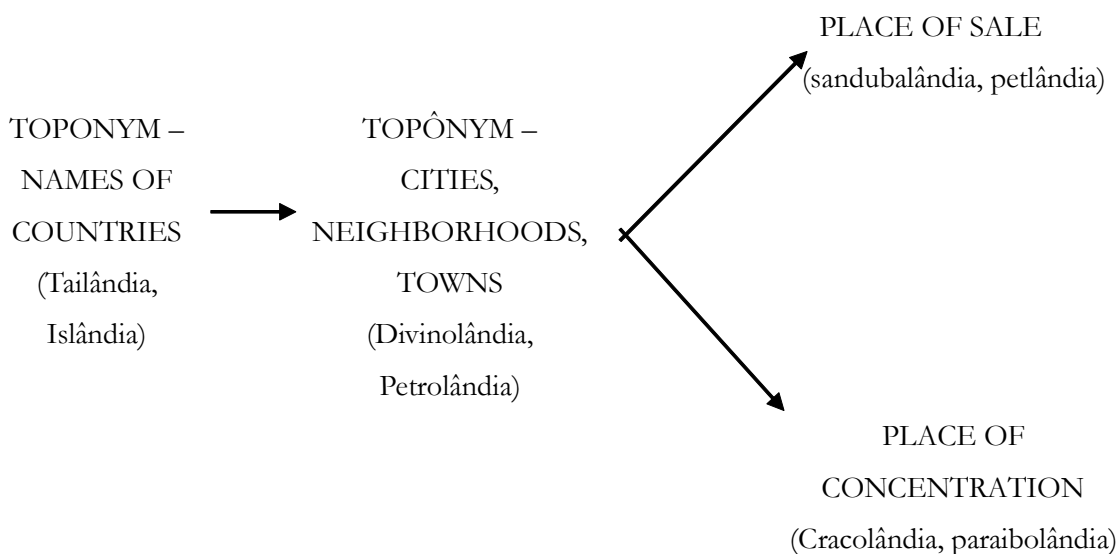 TOPONYM –
NAMES OF
COUNTRIES
(Tailândia,
Islândia)
TOPÔNYM –
CITIES,
NEIGHBORHOODS,
TOWNS
(Divinolândia,
Petrolândia)
PLACE OF SALE
(sandubalândia, petlândia)
PLACE OF
CONCENTRATION
(Cracolândia, paraibolândia)